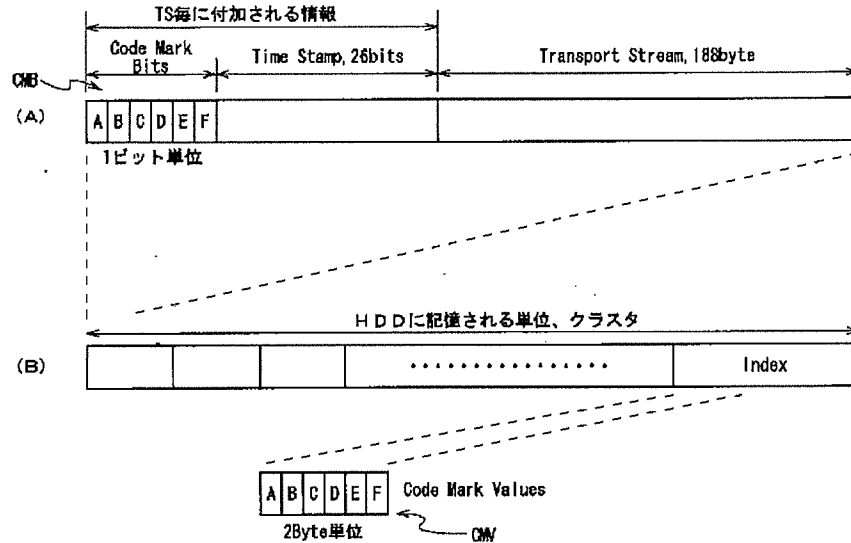 TS毎に付加される情報
Code Mark
Bits
Time Stamp, 26bits
Transport Stream, 188byte
CMB
(A)
A B C D E F
1ビット単位
HDDに記憶される単位、クラスタ
(B)
Index
A B C D E F
Code Mark Values
2Byte単位
CMV